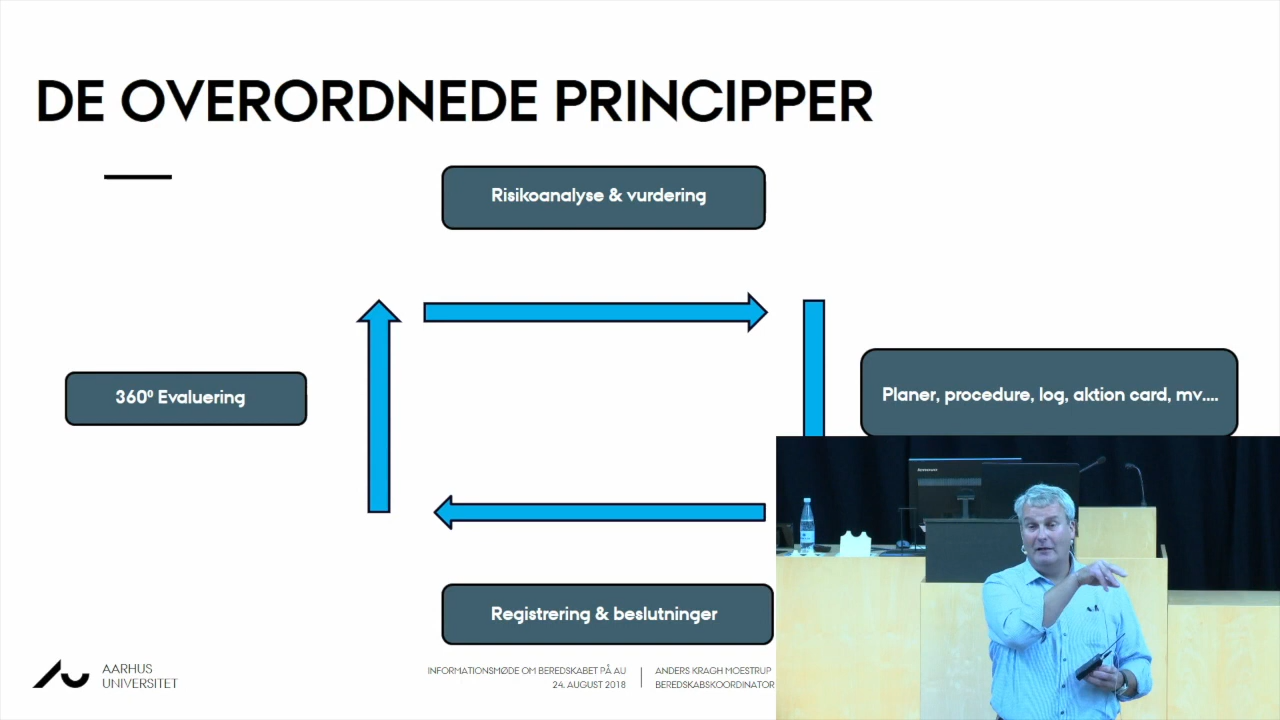 DE OVERORDNEDE PRINCIPPER
Risikoanalyse & vurdering
360º Evaluering
Planer, procedure, log, aktion card, mv....
Registrering & beslutninger
AARHUS
UNIVERSITET
INFORMATIONSMØDE OM BEREDSKABET PÅ AU
24. AUGUST 2018
ANDERS KRAGH MOESTRUP
BEREDSKABSKOORDINATOR